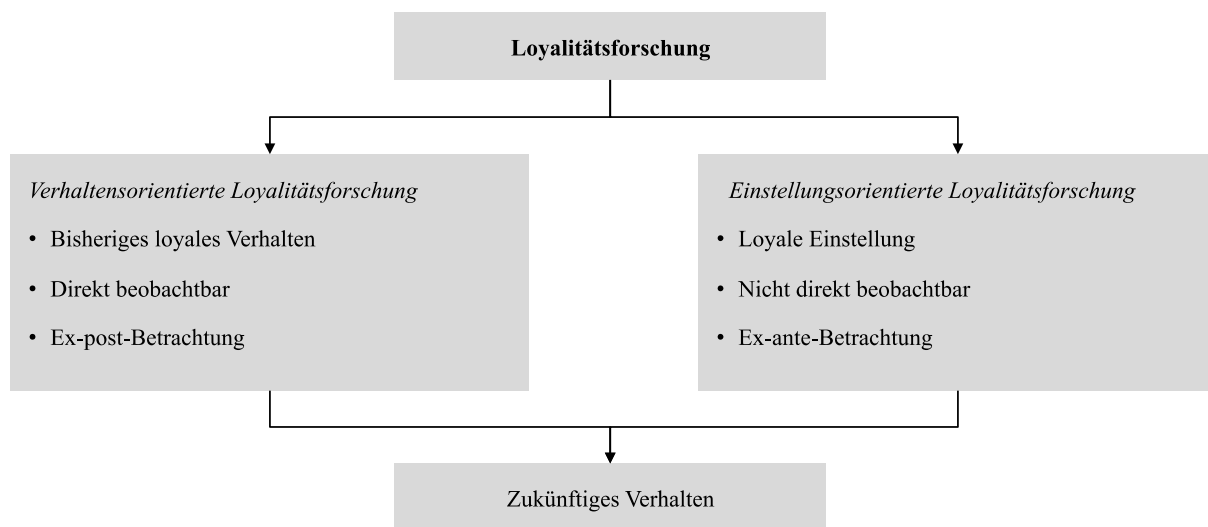 Loyalitätsforschung
Verhaltensorientierte Loyalitätsforschung
• Bisheriges loyales Verhalten
• Direkt beobachtbar
• Ex-post-Betrachtung
Einstellungsorientierte Loyalitätsforschung
• Loyale Einstellung
• Nicht direkt beobachtbar
• Ex-ante-Betrachtung
Zukünftiges Verhalten